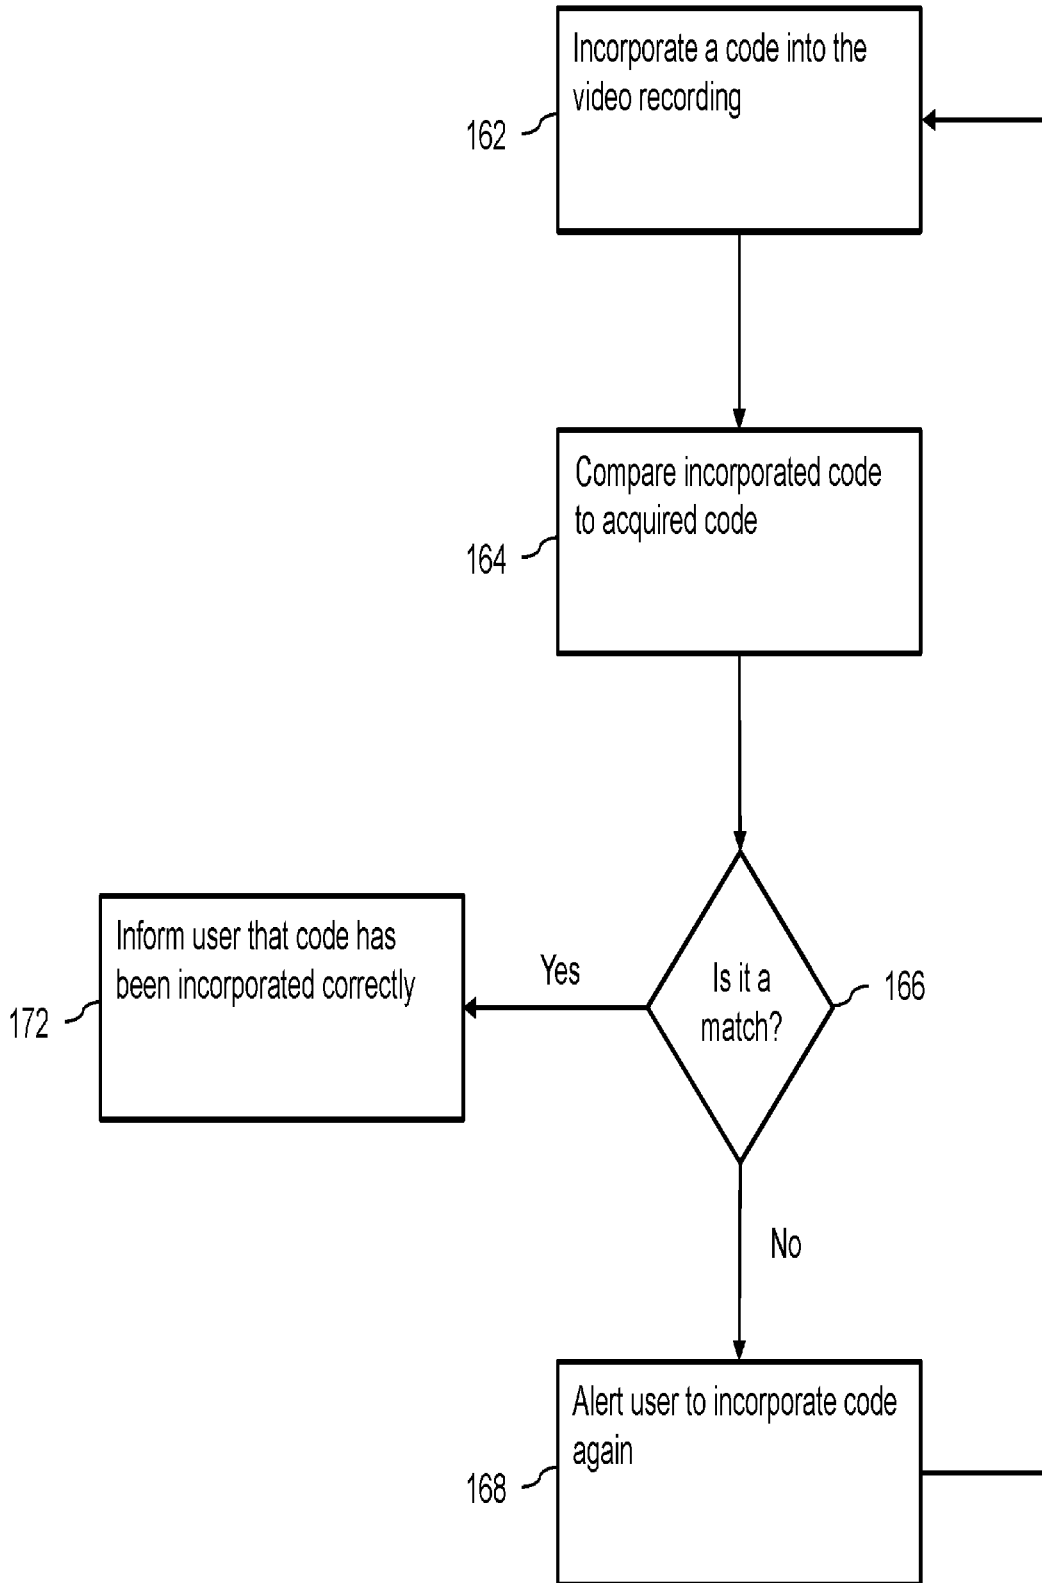 Incorporate a code into the
video recording
162
Compare incorporated code
to acquired code
164
Is it a
match?
166
Yes
Inform user that code has
been incorporated correctly
172
No
Alert user to incorporate code
again
168